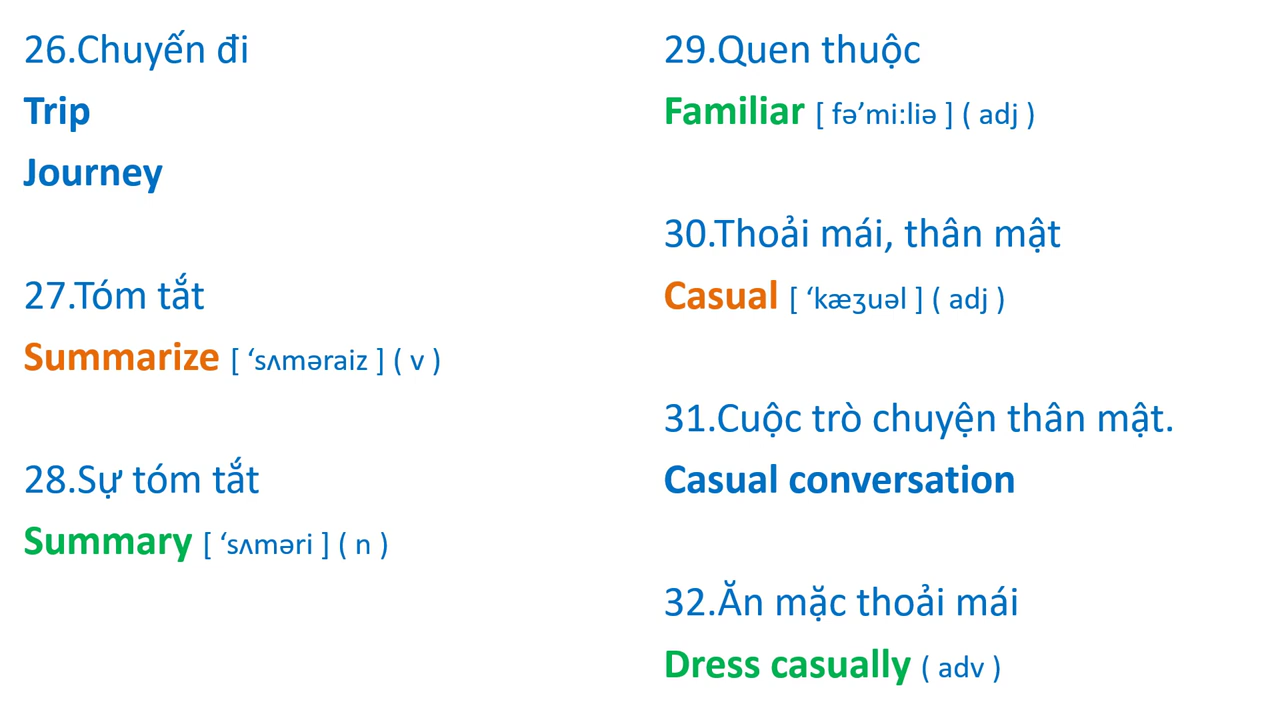 26.Chuyến đi
Trip
Journey
27.Tóm tắt
Summarize [ ‘sʌməraiz ] ( v )
28.Sự tóm tắt
Summary [ ‘sʌməri ] ( n )
29.Quen thuộc
Familiar [ fə’mi:liə ] ( adj )
30.Thoải mái, thân mật
Casual [ ‘kæʒuəl ] ( adj )
31.Cuộc trò chuyện thân mật.
Casual conversation
32.Ăn mặc thoải mái
Dress casually ( adv )